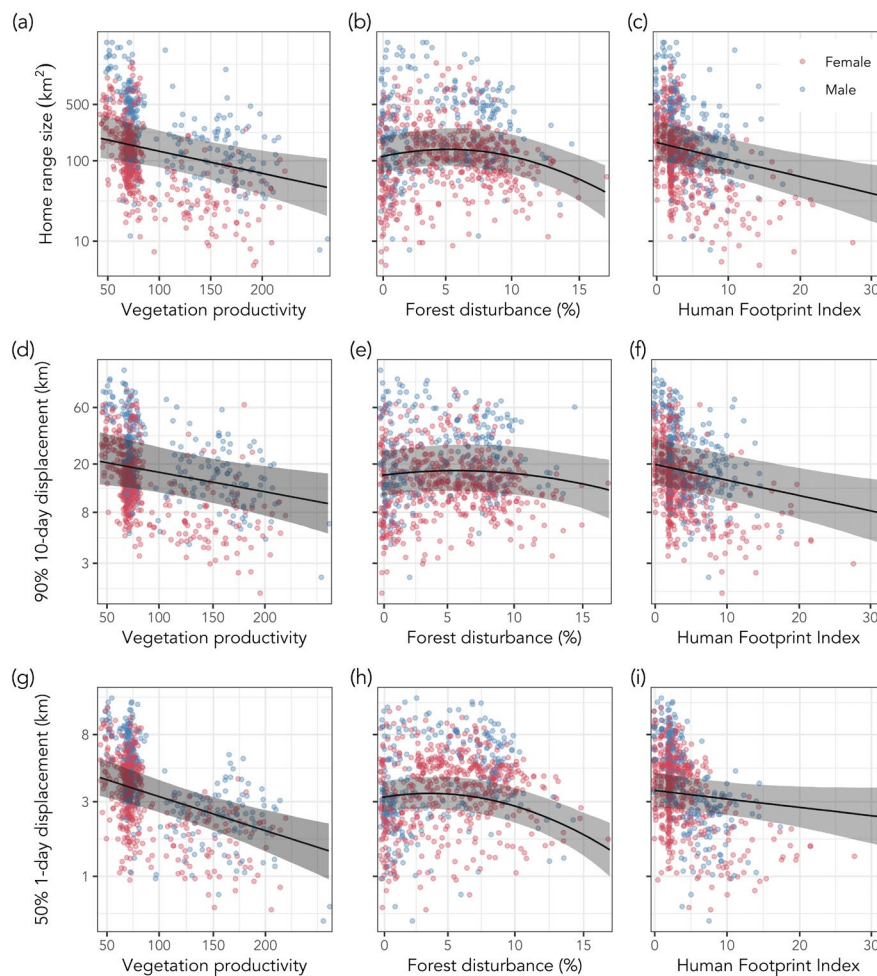 (a)
(b)
(c)
Home range size (km²)
500
100
10
Female
Male
50 100 150 200
0 5 10 15
0 10 20 30
Vegetation productivity
Forest disturbance (%)
Human Footprint Index
(d)
(e)
(f)
90% 10-day displacement (km)
60
20
8
3
50 100 150 200
0 5 10 15
0 10 20 30
Vegetation productivity
Forest disturbance (%)
Human Footprint Index
(g)
(h)
(i)
50% 1-day displacement (km)
8
3
1
50 100 150 200 250
0 5 10 15
0 10 20 30
Vegetation productivity
Forest disturbance (%)
Human Footprint Index